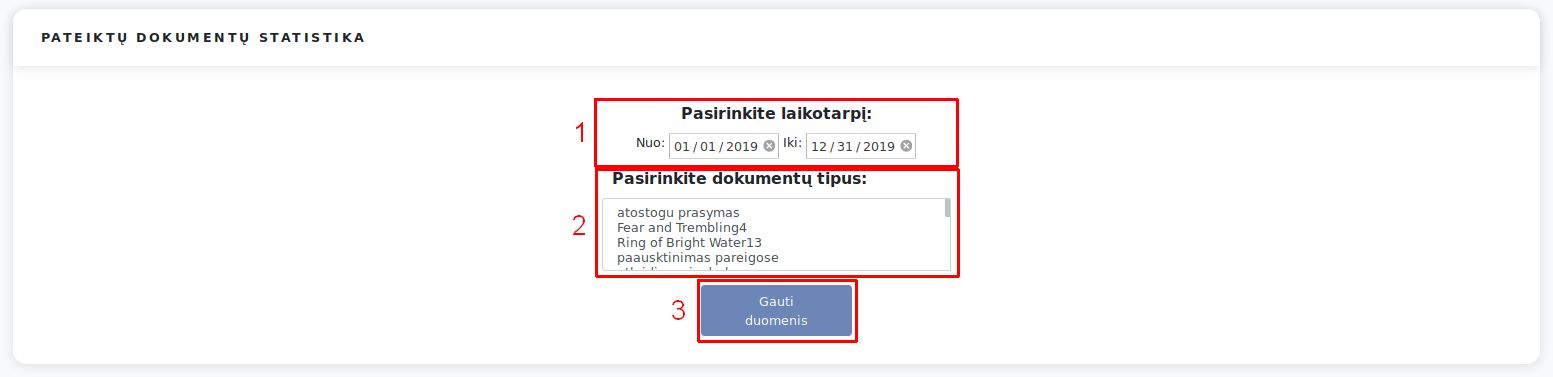 PATEIKTŲ DOKUMENTŲ STATISTIKA
Pasirinkite laikotarpį:
1
Nuo: 01 / 01 / 2019 Iki: 12 / 31 / 2019
Pasirinkite dokumentų tipus:
2
atostogu prasymas
Fear and Trembling4
Ring of Bright Water13
paausktinimas pareigose
3
Gauti
duomenis